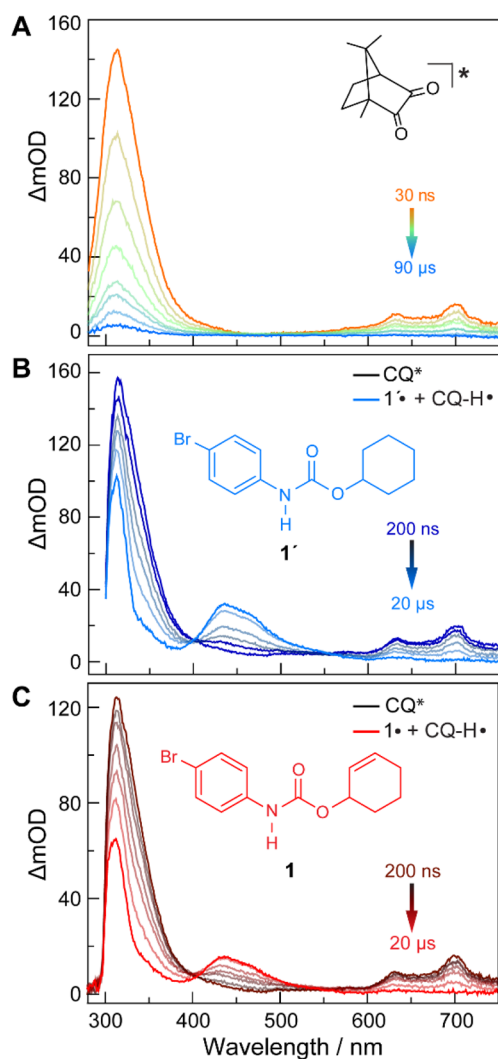 A
160
120
80
40
0
ΔmOD
*
O
O
30 ns
90 µs
B
160
120
80
40
0
ΔmOD
CQ*
1´• + CQ-H•
Br
N
H
O
O
1´
200 ns
20 µs
C
120
80
40
0
ΔmOD
CQ*
1• + CQ-H•
Br
N
H
O
O
1
200 ns
20 µs
300 400 500 600 700
Wavelength / nm